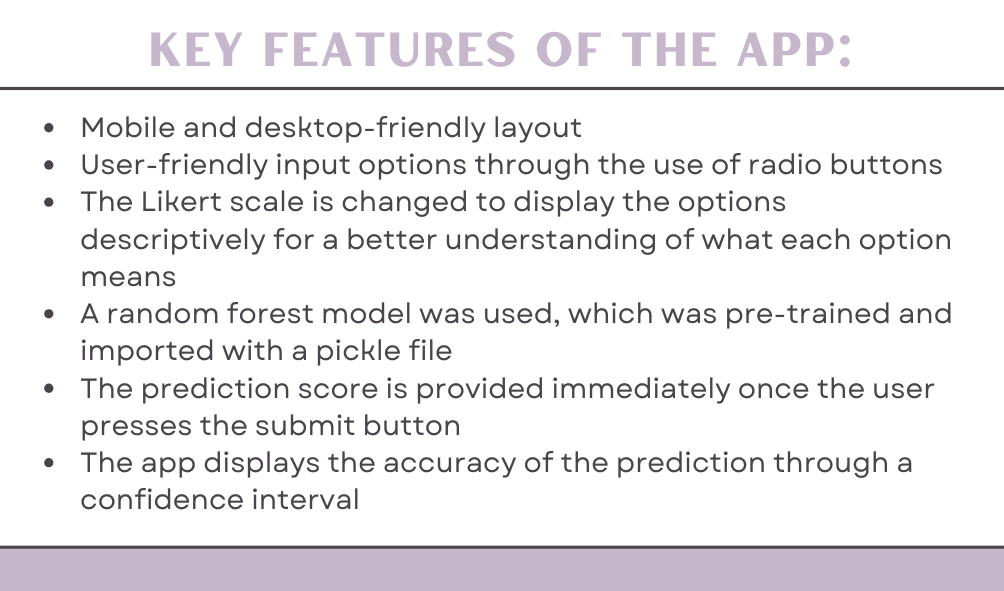 KEY FEATURES OF THE APP:
• Mobile and desktop-friendly layout
• User-friendly input options through the use of radio buttons
• The Likert scale is changed to display the options
descriptively for a better understanding of what each option
means
• A random forest model was used, which was pre-trained and
imported with a pickle file
• The prediction score is provided immediately once the user
presses the submit button
• The app displays the accuracy of the prediction through a
confidence interval